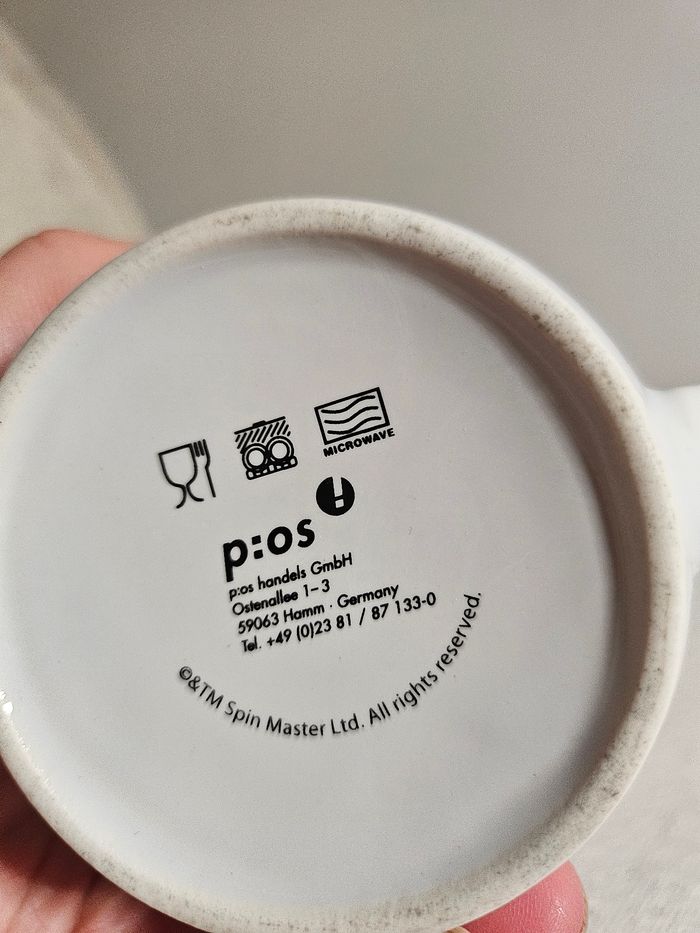 MICROWAVE
p:os
p:os handels GmbH
Ostenallee 1–3
59063 Hamm · Germany
Tel. +49 (0)23 81 / 87 133-0
©&TM Spin Master Ltd. All rights reserved.